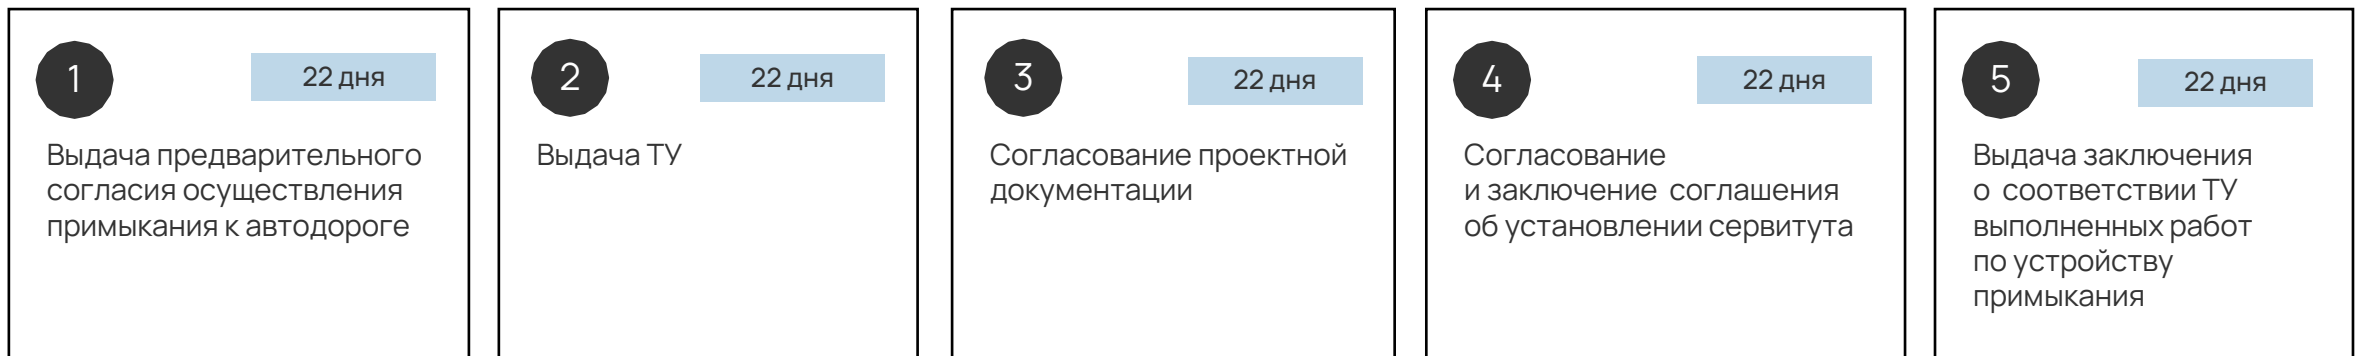 1
22 дня
Выдача предварительного
согласия осуществления
примыкания к автодороге
2
22 дня
Выдача ТУ
3
22 дня
Согласование проектной
документации
4
22 дня
Согласование
и заключение  соглашения
об установлении сервитута
5
22 дня
Выдача заключения
о  соответствии ТУ
выполненных работ
по устройству
примыкания